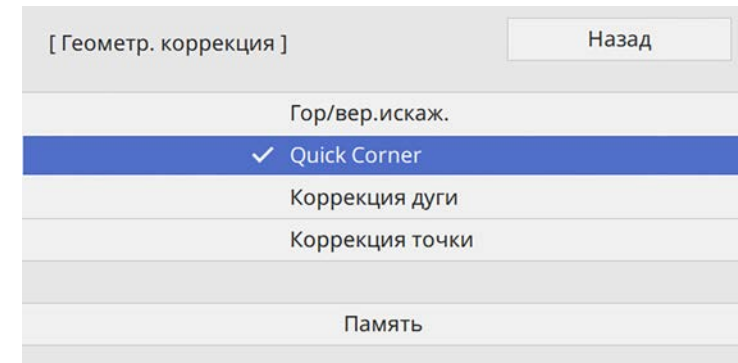 [ Геометр. коррекция ]
Назад
Гор/вер.искаж.
Quick Corner
Коррекция дуги
Коррекция точки
Память